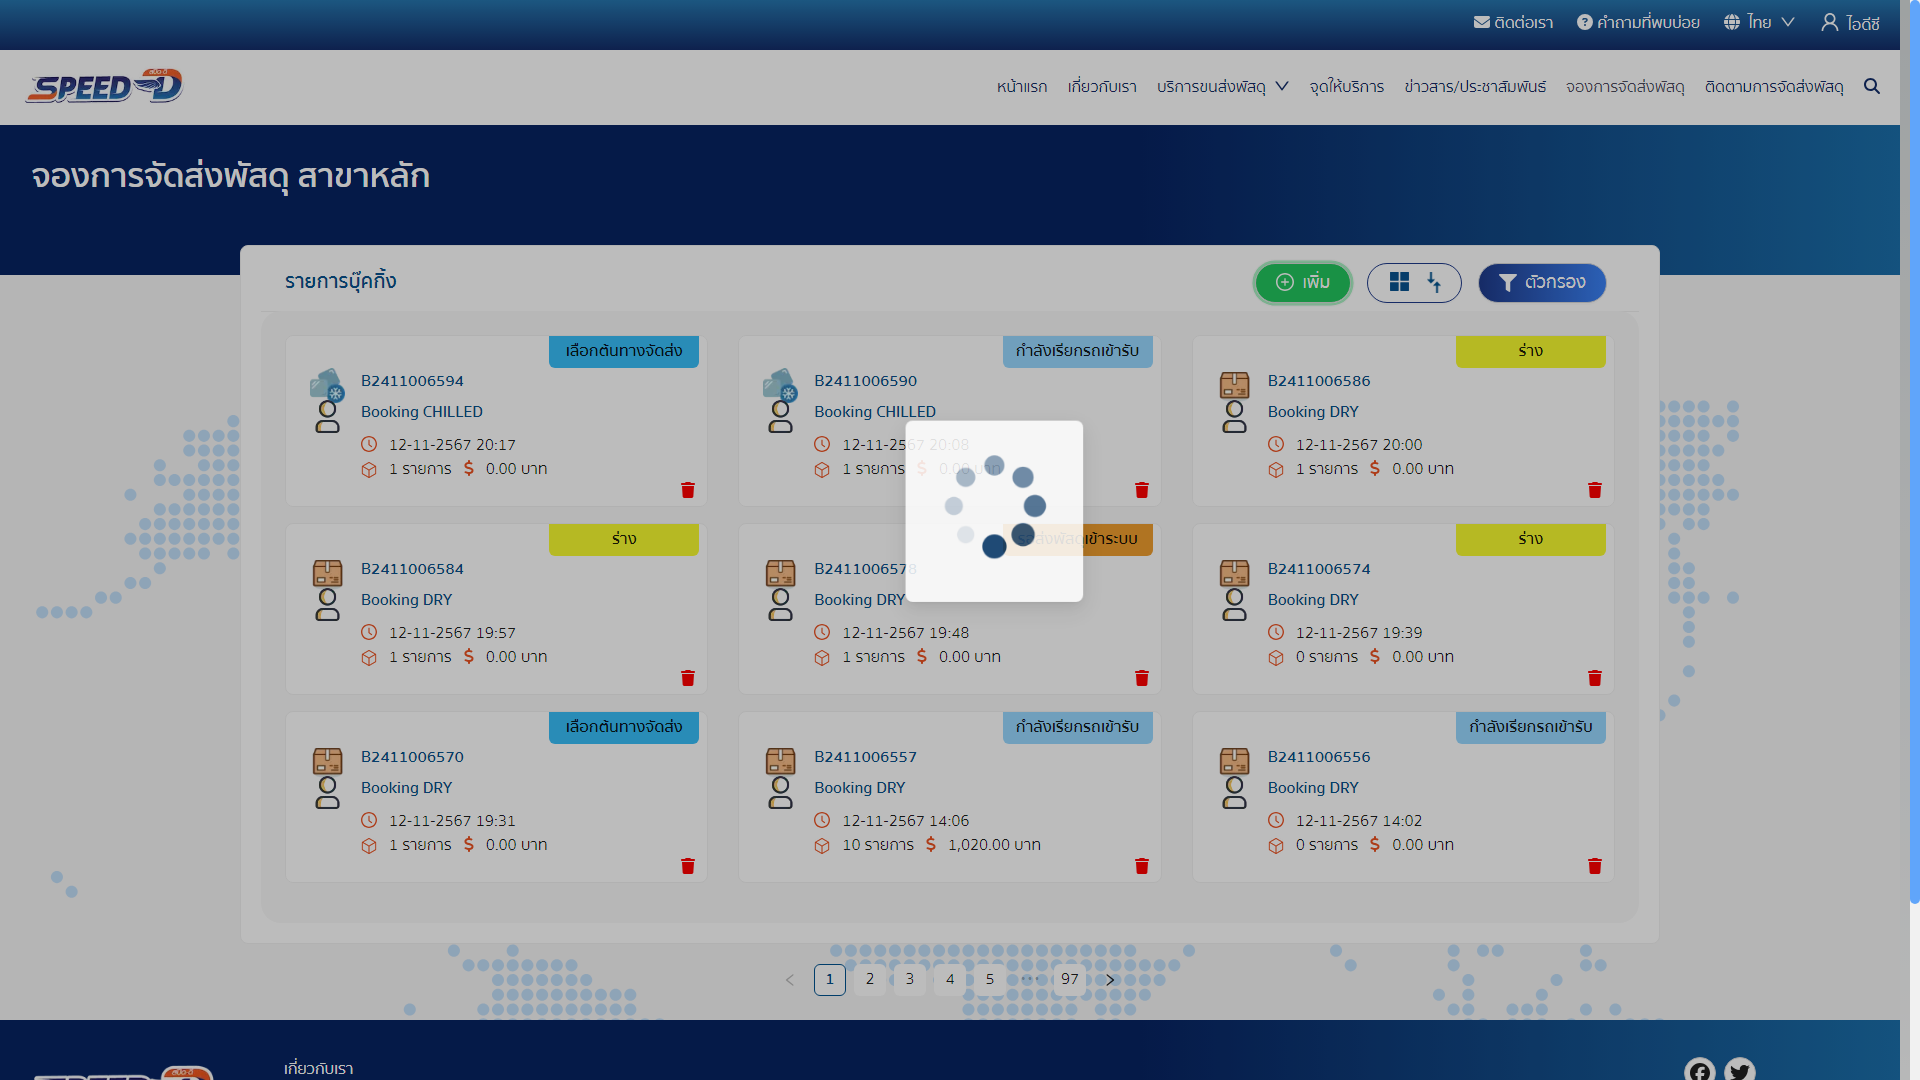 ติดต่อเรา คำถามที่พบบ่อย ไทย ไอดีซี
SPEED-D
หน้าแรก เกี่ยวกับเรา บริการขนส่งพัสดุ จุดให้บริการ ข่าวสาร/ประชาสัมพันธ์ จองการจัดส่งพัสดุ ติดตามการจัดส่งพัสดุ
จองการจัดส่งพัสดุ สาขาหลัก
รายการบุ๊คกิ้ง
เพิ่ม
ตัวกรอง
เลือกต้นทางจัดส่ง
B2411006594
Booking CHILLED
12-11-2567 20:17
1 รายการ $ 0.00 บาท
กำลังเรียกรถเข้ารับ
B2411006590
Booking CHILLED
12-11-2567 20:08
1 รายการ $ 0.00 บาท
ร่าง
B2411006586
Booking DRY
12-11-2567 20:00
1 รายการ $ 0.00 บาท
ร่าง
B2411006584
Booking DRY
12-11-2567 19:57
1 รายการ $ 0.00 บาท
รอส่งพัสดุเข้าระบบ
B2411006578
Booking DRY
12-11-2567 19:48
1 รายการ $ 0.00 บาท
ร่าง
B2411006574
Booking DRY
12-11-2567 19:39
0 รายการ $ 0.00 บาท
เลือกต้นทางจัดส่ง
B2411006570
Booking DRY
12-11-2567 19:31
1 รายการ $ 0.00 บาท
กำลังเรียกรถเข้ารับ
B2411006557
Booking DRY
12-11-2567 14:06
10 รายการ $ 1,020.00 บาท
กำลังเรียกรถเข้ารับ
B2411006556
Booking DRY
12-11-2567 14:02
0 รายการ $ 0.00 บาท
< 1 2 3 4 5 ••• 97 >
เกี่ยวกับเรา